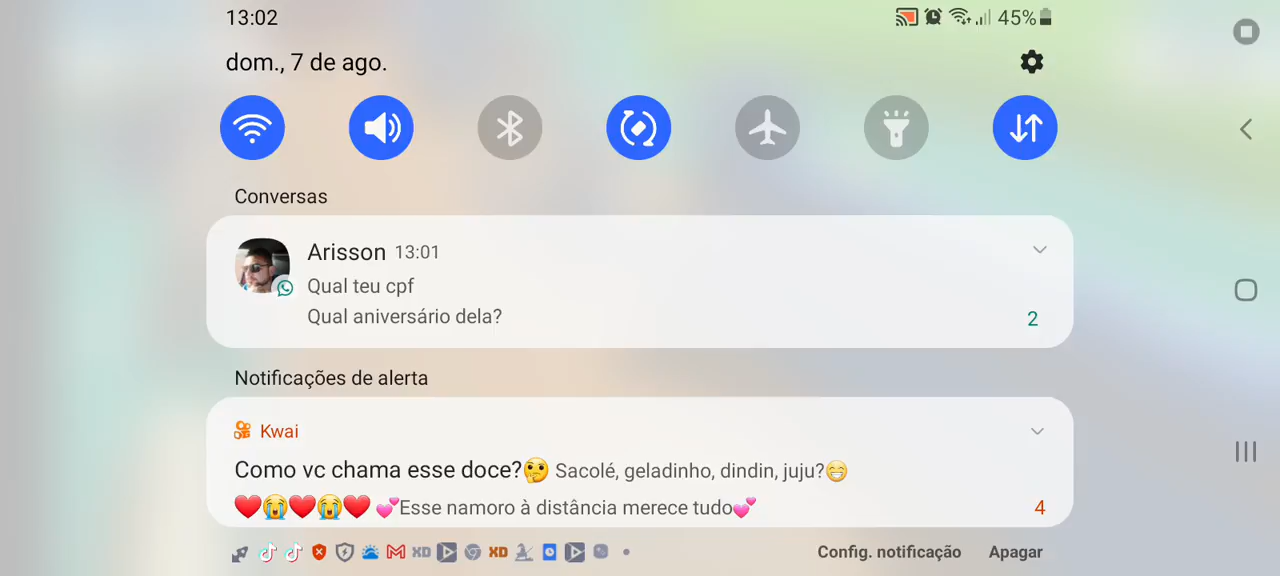 13:02
45%
dom., 7 de ago.
Conversas
Arisson 13:01
Qual teu cpf
Qual aniversário dela?
2
Notificações de alerta
Kwai
Como vc chama esse doce?🤔 Sacolé, geladinho, dindin, juju?😁
❤️😭❤️😭❤️ 💕Esse namoro à distância merece tudo💕
4
XD XD
Config. notificação Apagar